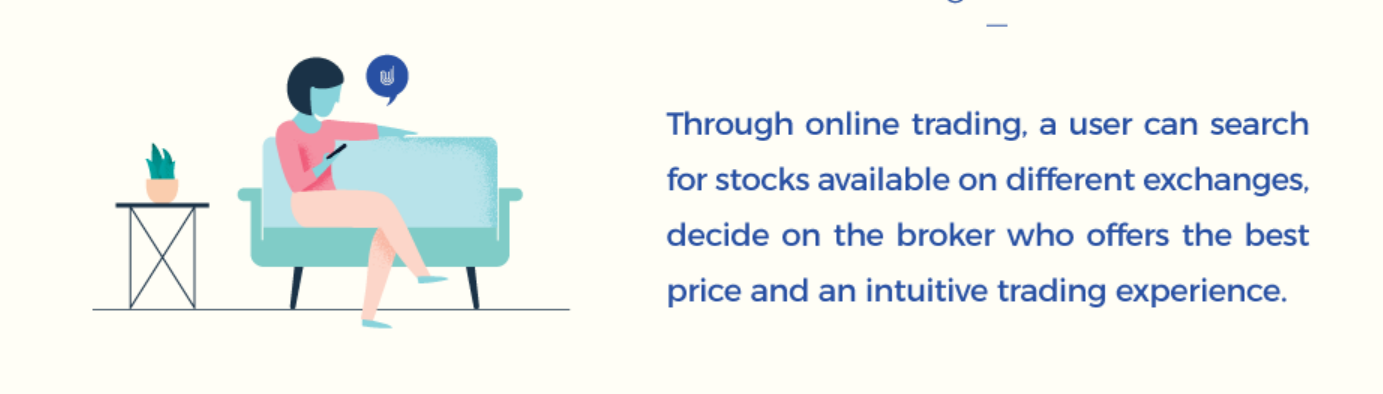 Through online trading, a user can search
for stocks available on different exchanges,
decide on the broker who offers the best
price and an intuitive trading experience.